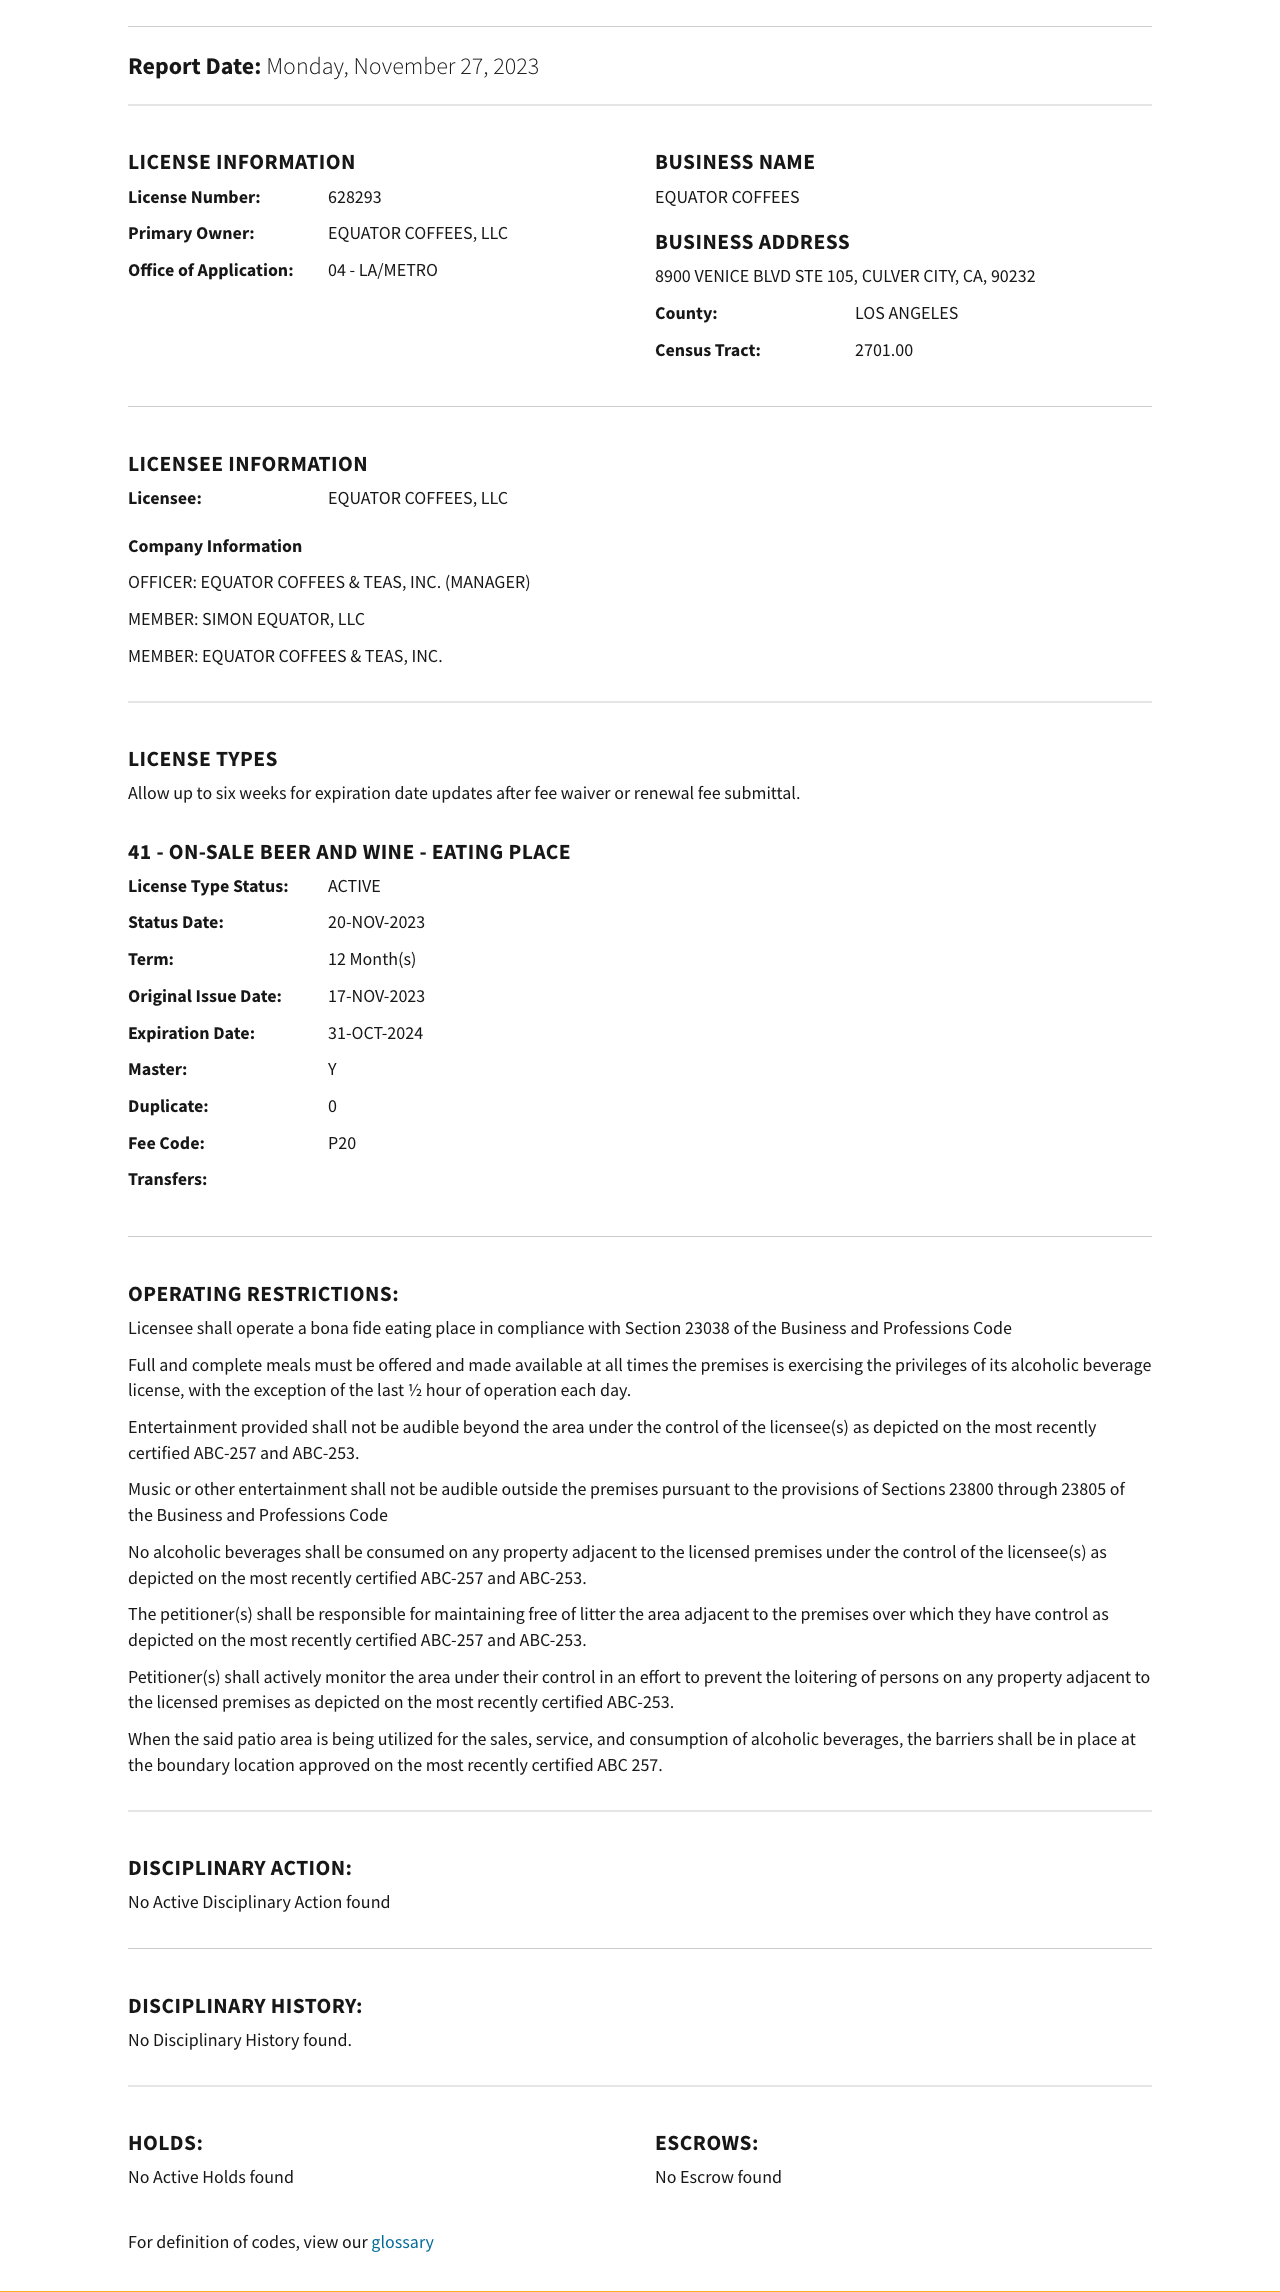 Report Date: Monday, November 27, 2023
LICENSE INFORMATION
License Number: 628293
Primary Owner: EQUATOR COFFEES, LLC
Office of Application: 04 - LA/METRO
BUSINESS NAME
EQUATOR COFFEES
BUSINESS ADDRESS
8900 VENICE BLVD STE 105, CULVER CITY, CA, 90232
County: LOS ANGELES
Census Tract: 2701.00
LICENSEE INFORMATION
Licensee: EQUATOR COFFEES, LLC
Company Information
OFFICER: EQUATOR COFFEES & TEAS, INC. (MANAGER)
MEMBER: SIMON EQUATOR, LLC
MEMBER: EQUATOR COFFEES & TEAS, INC.
LICENSE TYPES
Allow up to six weeks for expiration date updates after fee waiver or renewal fee submittal.
41 - ON-SALE BEER AND WINE - EATING PLACE
License Type Status: ACTIVE
Status Date: 20-NOV-2023
Term: 12 Month(s)
Original Issue Date: 17-NOV-2023
Expiration Date: 31-OCT-2024
Master: Y
Duplicate: 0
Fee Code: P20
Transfers:
OPERATING RESTRICTIONS:
Licensee shall operate a bona fide eating place in compliance with Section 23038 of the Business and Professions Code
Full and complete meals must be offered and made available at all times the premises is exercising the privileges of its alcoholic beverage
license, with the exception of the last ½ hour of operation each day.
Entertainment provided shall not be audible beyond the area under the control of the licensee(s) as depicted on the most recently
certified ABC-257 and ABC-253.
Music or other entertainment shall not be audible outside the premises pursuant to the provisions of Sections 23800 through 23805 of
the Business and Professions Code
No alcoholic beverages shall be consumed on any property adjacent to the licensed premises under the control of the licensee(s) as
depicted on the most recently certified ABC-257 and ABC-253.
The petitioner(s) shall be responsible for maintaining free of litter the area adjacent to the premises over which they have control as
depicted on the most recently certified ABC-257 and ABC-253.
Petitioner(s) shall actively monitor the area under their control in an effort to prevent the loitering of persons on any property adjacent to
the licensed premises as depicted on the most recently certified ABC-253.
When the said patio area is being utilized for the sales, service, and consumption of alcoholic beverages, the barriers shall be in place at
the boundary location approved on the most recently certified ABC 257.
DISCIPLINARY ACTION:
No Active Disciplinary Action found
DISCIPLINARY HISTORY:
No Disciplinary History found.
HOLDS:
No Active Holds found
ESCROWS:
No Escrow found
For definition of codes, view our glossary